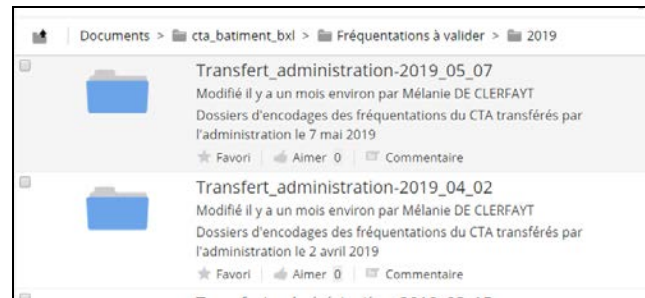 Documents > cta_batiment_bxl > Fréquentations à valider > 2019
Transfert_administration-2019_05_07
Modifié il y a un mois environ par Mélanie DE CLERFAYT
Dossiers d'encodages des fréquentations du CTA transférés par
l'administration le 7 mai 2019
Favori Aimer 0 Commentaire
Transfert_administration-2019_04_02
Modifié il y a un mois environ par Mélanie DE CLERFAYT
Dossiers d'encodages des fréquentations du CTA transférés par
l'administration le 2 avril 2019
Favori Aimer 0 Commentaire